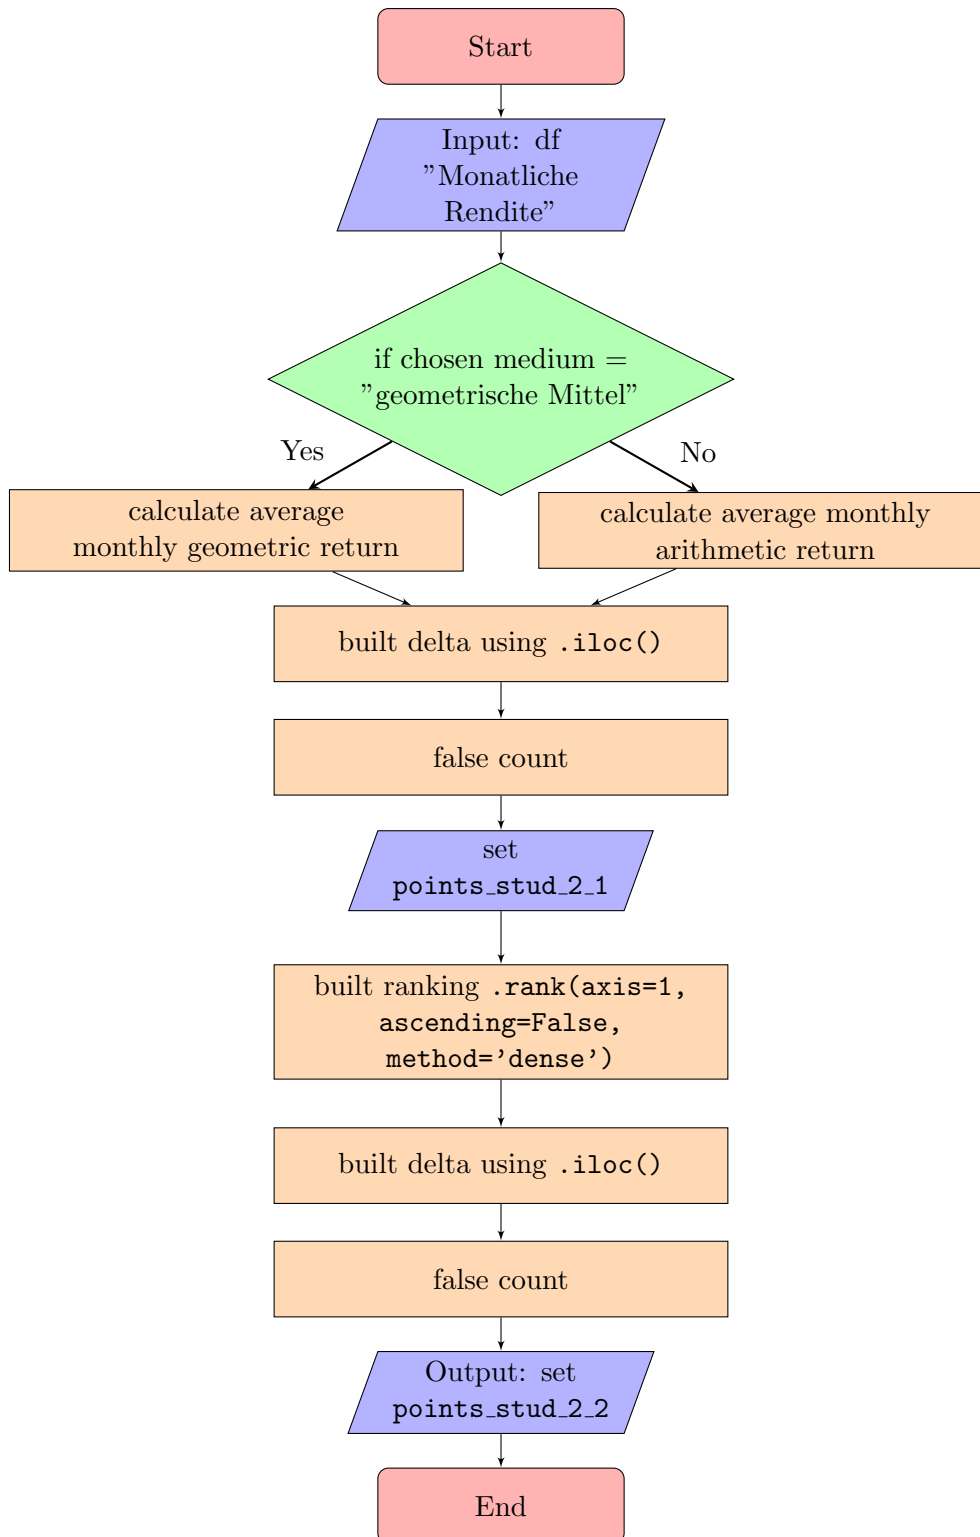 Start
Input: df
”Monatliche
Rendite”
if chosen medium =
”geometrische Mittel”
Yes
No
calculate average
monthly geometric return
calculate average monthly
arithmetic return
built delta using .iloc()
false count
set
points_stud_2_1
built ranking .rank(axis=1,
ascending=False,
method=’dense’)
built delta using .iloc()
false count
Output: set
points_stud_2_2
End